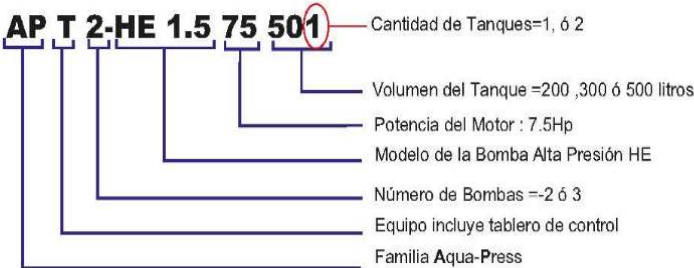 APT2-HE 1.5 75 501
Cantidad de Tanques=1, ó 2
Volumen del Tanque =200 ,300 ó 500 litros
Potencia del Motor : 7.5Hp
Modelo de la Bomba Alta Presión HE
Número de Bombas =-2 ó 3
Equipo incluye tablero de control
Familia Aqua-Press